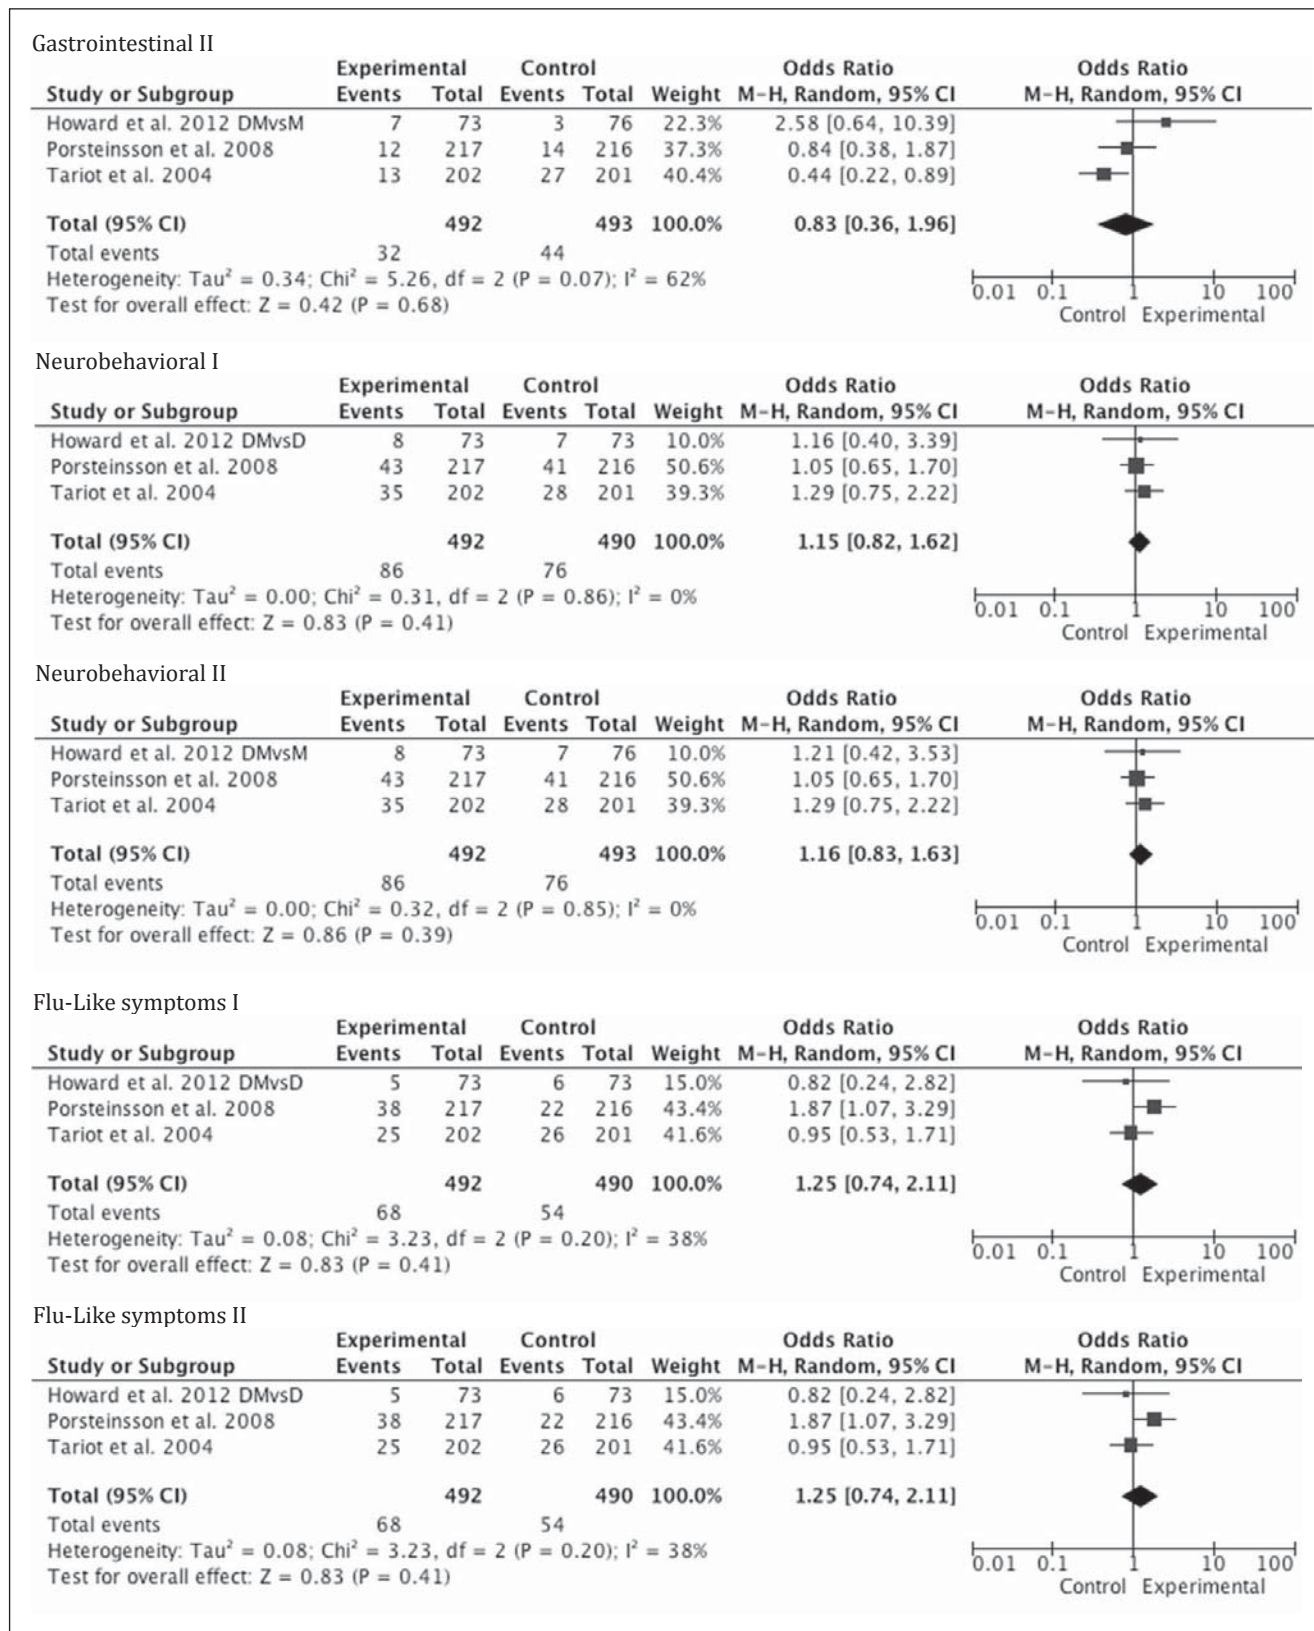 Gastrointestinal II
Experimental Control Odds Ratio Odds Ratio
Study or Subgroup Events Total Events Total Weight M-H, Random, 95% CI M-H, Random, 95% CI
Howard et al. 2012 DMvsM 7 73 3 76 22.3% 2.58 [0.64, 10.39]
Porsteinsson et al. 2008 12 217 14 216 37.3% 0.84 [0.38, 1.87]
Tariot et al. 2004 13 202 27 201 40.4% 0.44 [0.22, 0.89]
Total (95% CI) 492 493 100.0% 0.83 [0.36, 1.96]
Total events 32 44
Heterogeneity: Tau² = 0.34; Chi² = 5.26, df = 2 (P = 0.07); I² = 62%
Test for overall effect: Z = 0.42 (P = 0.68)
0.01 0.1 1 10 100
Control Experimental
Neurobehavioral I
Experimental Control Odds Ratio Odds Ratio
Study or Subgroup Events Total Events Total Weight M-H, Random, 95% CI M-H, Random, 95% CI
Howard et al. 2012 DMvsD 8 73 7 73 10.0% 1.16 [0.40, 3.39]
Porsteinsson et al. 2008 43 217 41 216 50.6% 1.05 [0.65, 1.70]
Tariot et al. 2004 35 202 28 201 39.3% 1.29 [0.75, 2.22]
Total (95% CI) 492 490 100.0% 1.15 [0.82, 1.62]
Total events 86 76
Heterogeneity: Tau² = 0.00; Chi² = 0.31, df = 2 (P = 0.86); I² = 0%
Test for overall effect: Z = 0.83 (P = 0.41)
0.01 0.1 1 10 100
Control Experimental
Neurobehavioral II
Experimental Control Odds Ratio Odds Ratio
Study or Subgroup Events Total Events Total Weight M-H, Random, 95% CI M-H, Random, 95% CI
Howard et al. 2012 DMvsM 8 73 7 76 10.0% 1.21 [0.42, 3.53]
Porsteinsson et al. 2008 43 217 41 216 50.6% 1.05 [0.65, 1.70]
Tariot et al. 2004 35 202 28 201 39.3% 1.29 [0.75, 2.22]
Total (95% CI) 492 493 100.0% 1.16 [0.83, 1.63]
Total events 86 76
Heterogeneity: Tau² = 0.00; Chi² = 0.32, df = 2 (P = 0.85); I² = 0%
Test for overall effect: Z = 0.86 (P = 0.39)
0.01 0.1 1 10 100
Control Experimental
Flu-Like symptoms I
Experimental Control Odds Ratio Odds Ratio
Study or Subgroup Events Total Events Total Weight M-H, Random, 95% CI M-H, Random, 95% CI
Howard et al. 2012 DMvsD 5 73 6 73 15.0% 0.82 [0.24, 2.82]
Porsteinsson et al. 2008 38 217 22 216 43.4% 1.87 [1.07, 3.29]
Tariot et al. 2004 25 202 26 201 41.6% 0.95 [0.53, 1.71]
Total (95% CI) 492 490 100.0% 1.25 [0.74, 2.11]
Total events 68 54
Heterogeneity: Tau² = 0.08; Chi² = 3.23, df = 2 (P = 0.20); I² = 38%
Test for overall effect: Z = 0.83 (P = 0.41)
0.01 0.1 1 10 100
Control Experimental
Flu-Like symptoms II
Experimental Control Odds Ratio Odds Ratio
Study or Subgroup Events Total Events Total Weight M-H, Random, 95% CI M-H, Random, 95% CI
Howard et al. 2012 DMvsD 5 73 6 73 15.0% 0.82 [0.24, 2.82]
Porsteinsson et al. 2008 38 217 22 216 43.4% 1.87 [1.07, 3.29]
Tariot et al. 2004 25 202 26 201 41.6% 0.95 [0.53, 1.71]
Total (95% CI) 492 490 100.0% 1.25 [0.74, 2.11]
Total events 68 54
Heterogeneity: Tau² = 0.08; Chi² = 3.23, df = 2 (P = 0.20); I² = 38%
Test for overall effect: Z = 0.83 (P = 0.41)
0.01 0.1 1 10 100
Control Experimental